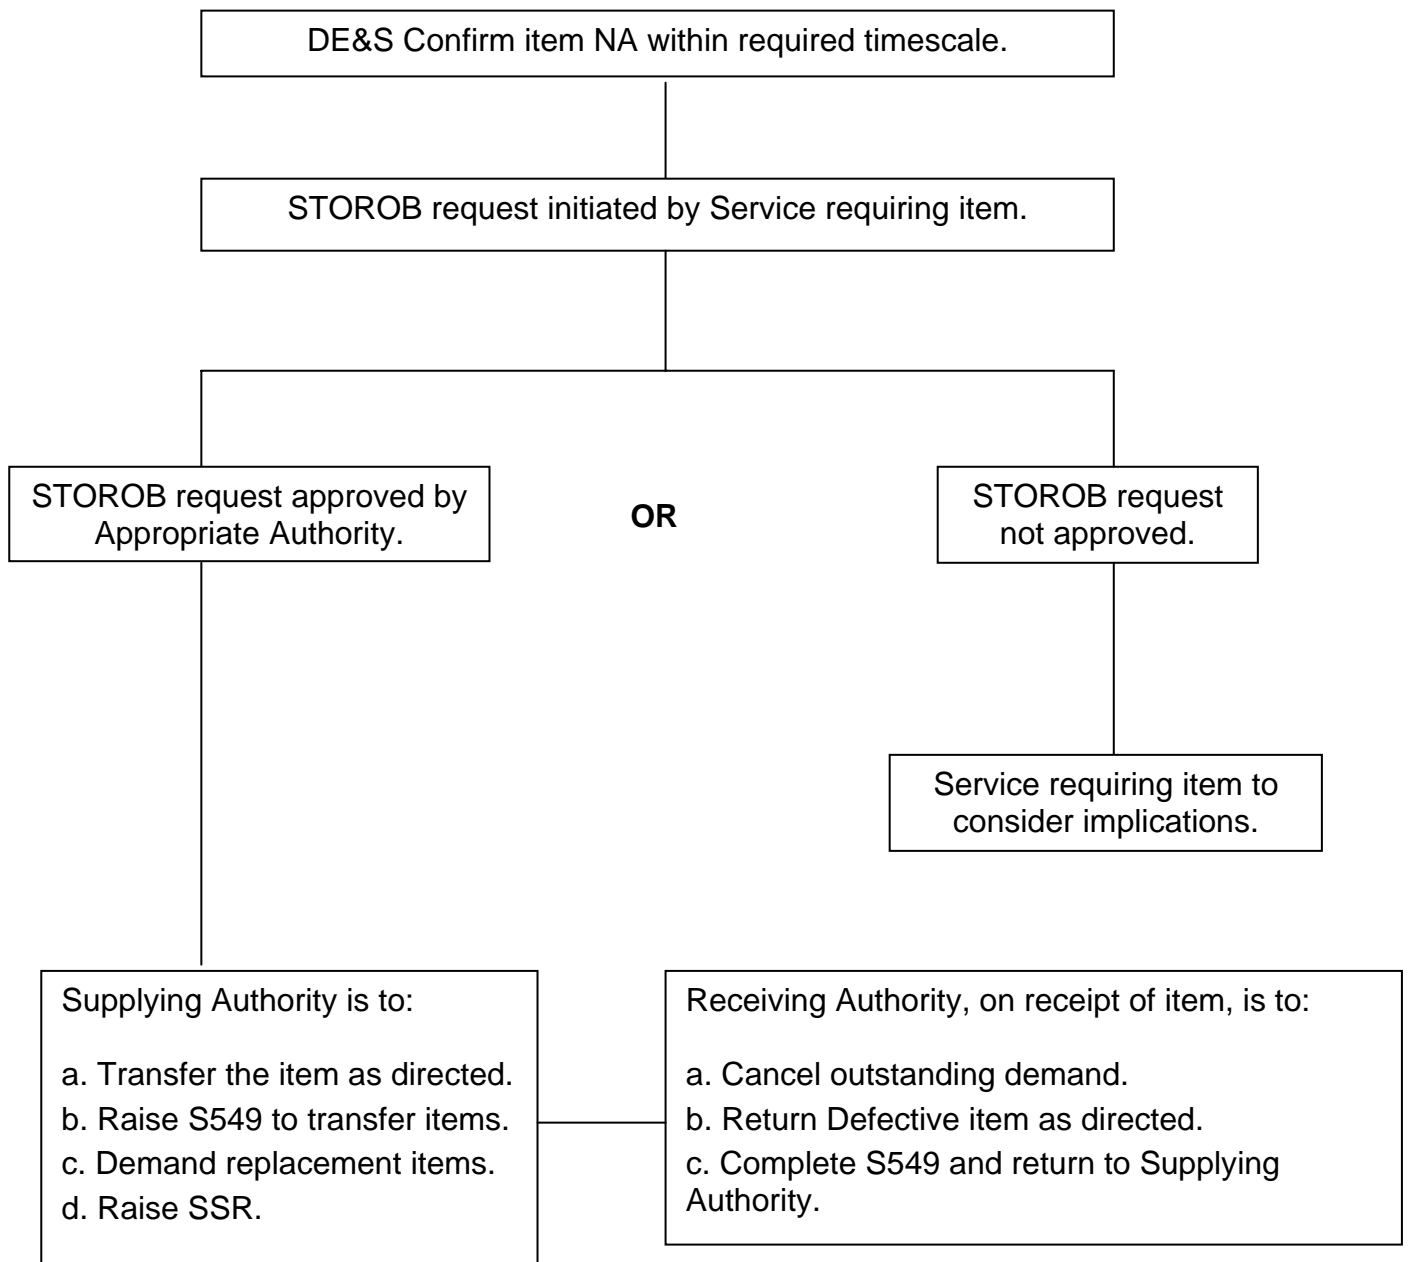 DE&S Confirm item NA within required timescale.
STOROB request initiated by Service requiring item.
STOROB request approved by
Appropriate Authority.
OR
STOROB request
not approved.
Service requiring item to
consider implications.
Supplying Authority is to:
a. Transfer the item as directed.
b. Raise S549 to transfer items.
c. Demand replacement items.
d. Raise SSR.
Receiving Authority, on receipt of item, is to:
a. Cancel outstanding demand.
b. Return Defective item as directed.
c. Complete S549 and return to Supplying
Authority.